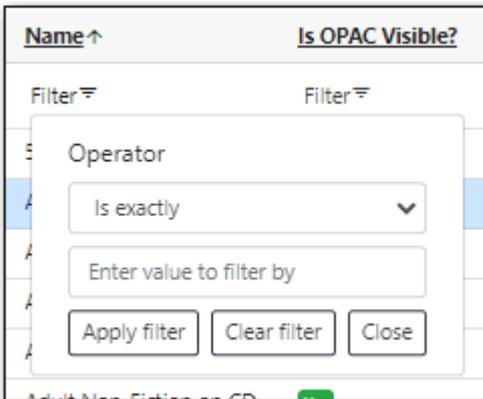 Name↑ Is OPAC Visible?
Filter Filter
Operator
Is exactly
Enter value to filter by
Apply filter Clear filter Close
Adult Non-Fiction on CD